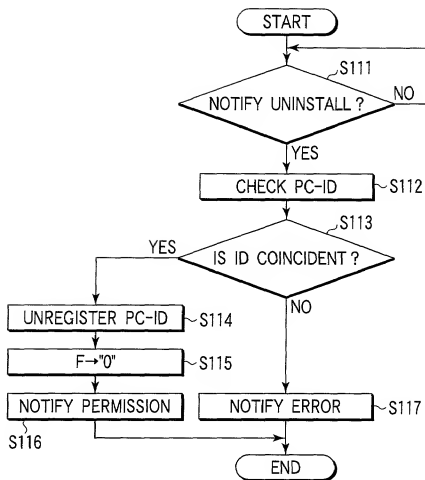 START
S111
NOTIFY UNINSTALL?
NO
YES
CHECK PC-ID
S112
S113
YES
IS ID COINCIDENT?
NO
UNREGISTER PC-ID
S114
F→"0"
S115
NOTIFY PERMISSION
S116
NOTIFY ERROR
S117
END